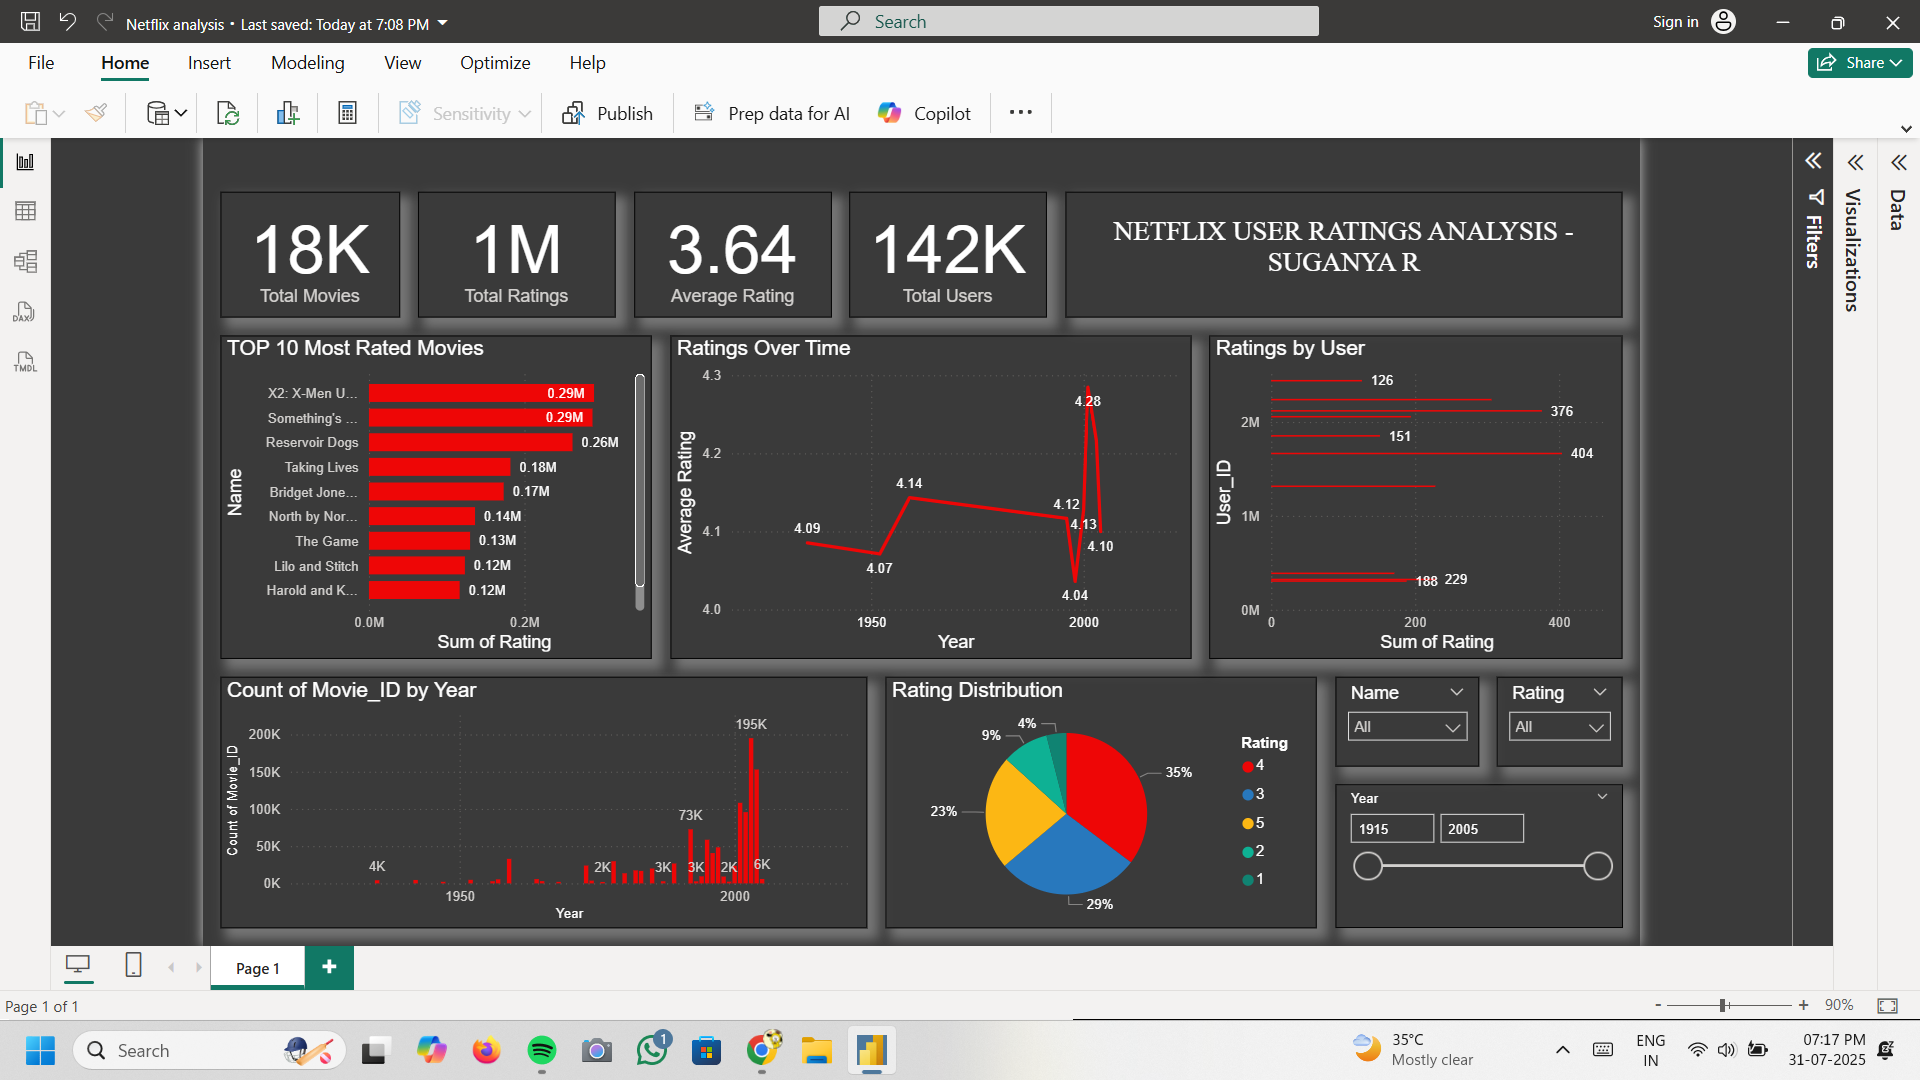 Netflix analysis • Last saved: Today at 7:08 PM
Search
Sign in
File
Home
Insert
Modeling
View
Optimize
Help
Share
Sensitivity
Publish
Prep data for AI
Copilot
DAX
TMDL
18K
Total Movies
1M
Total Ratings
3.64
Average Rating
142K
Total Users
NETFLIX USER RATINGS ANALYSIS -
SUGANYA R
Filters
Visualizations
Data
TOP 10 Most Rated Movies
Name
X2: X-Men U... 0.29M
Something's ... 0.29M
Reservoir Dogs 0.26M
Taking Lives 0.18M
Bridget Jone... 0.17M
North by Nor... 0.14M
The Game 0.13M
Lilo and Stitch 0.12M
Harold and K... 0.12M
0.0M 0.2M
Sum of Rating
Ratings Over Time
Average Rating
4.3
4.2
4.1
4.0
4.09
4.07
4.14
4.12
4.13
4.04
4.28
4.10
1950 2000
Year
Ratings by User
User_ID
2M
1M
0M
126
376
151
404
188 229
0 200 400
Sum of Rating
Count of Movie_ID by Year
Count of Movie_ID
200K
150K
100K
50K
0K
4K
2K
3K
73K
3K
2K
195K
6K
1950 2000
Year
Rating Distribution
4%
9%
23%
35%
29%
Rating
4
3
5
2
1
Name
All
Rating
All
Year
1915 2005
Page 1
+
Page 1 of 1
- + 90%
Search
1
35°C
Mostly clear
ENG
IN
07:17 PM
31-07-2025